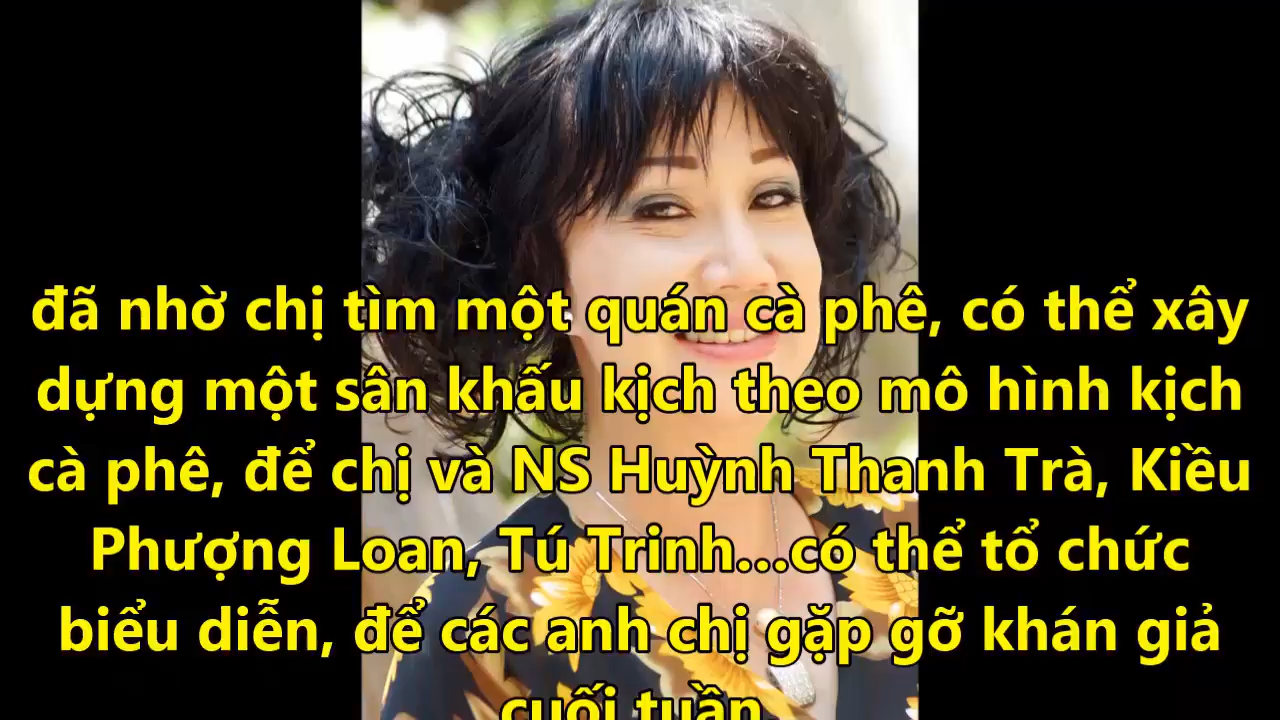 đã nhờ chị tìm một quán cà phê, có thể xây
dựng một sân khấu kịch theo mô hình kịch
cà phê, để chị và NS Huỳnh Thanh Trà, Kiều
Phượng Loan, Tú Trinh...có thể tổ chức
biểu diễn, để các anh chị gặp gỡ khán giả
cuối tuần.